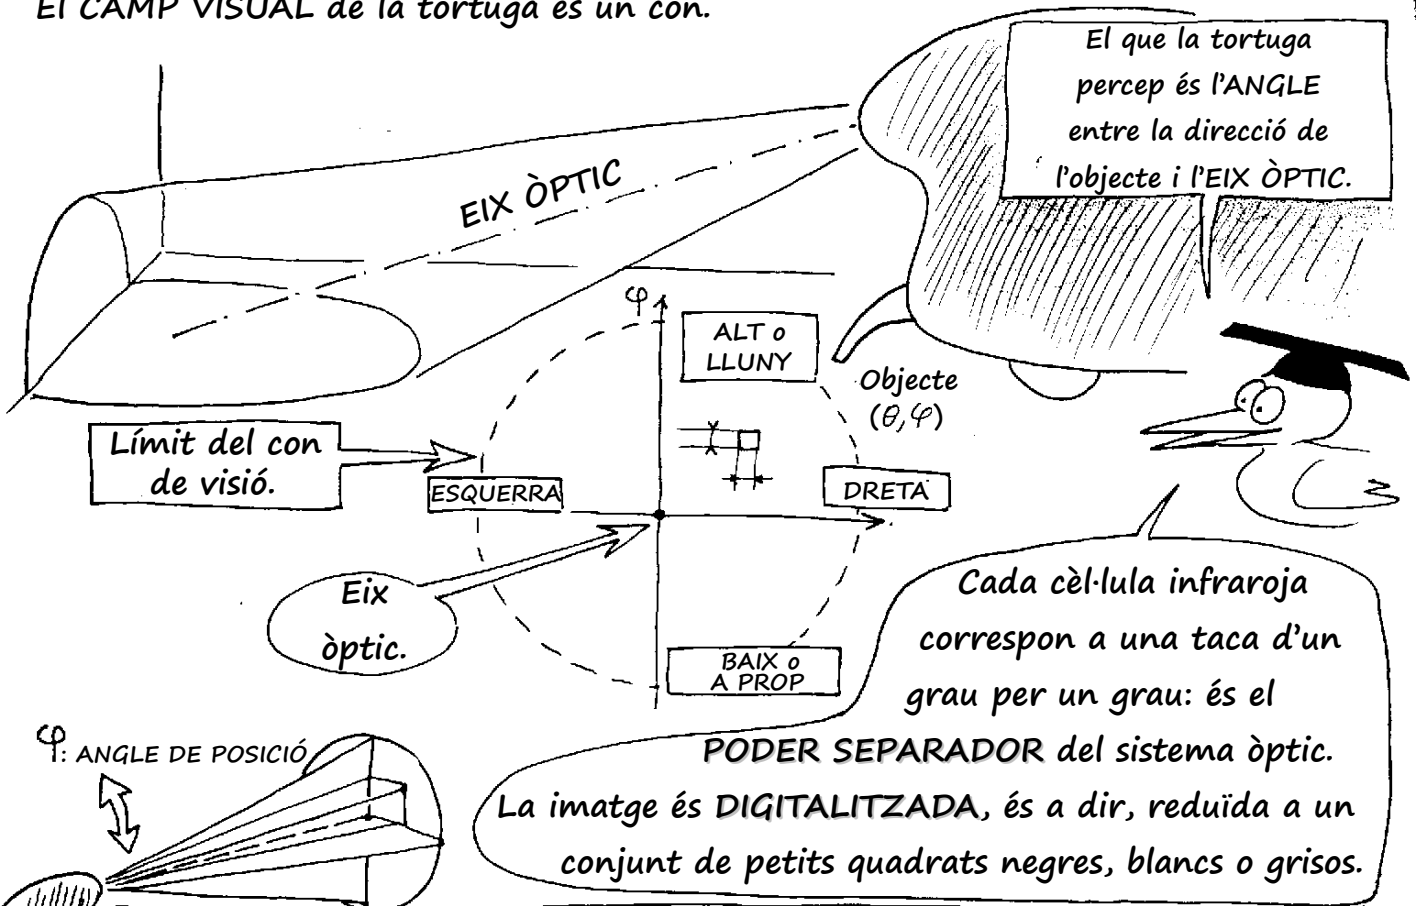 El CAMP VISUAL de la tortuga és un con.
El que la tortuga
percep és l'ANGLE
entre la direcció de
l'objecte i l'EIX ÒPTIC.
EIX ÒPTIC
φ
ALT o
LLUNY
Objecte
(θ,φ)
Límit del con
de visió.
ESQUERRA
DRETA
Eix
òptic.
BAIX o
A PROP
Cada cèl·lula infraroja
correspon a una taca d'un
grau per un grau: és el
PODER SEPARADOR del sistema òptic.
La imatge és DIGITALITZADA, és a dir, reduïda a un
conjunt de petits quadrats negres, blancs o grisos.
φ: ANGLE DE POSICIÓ